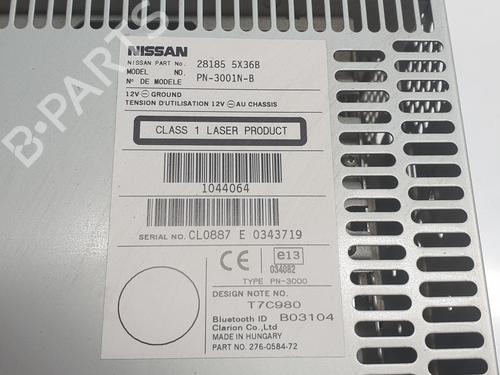 NISSAN
NISSAN PART No. 28185 5X36B
MODEL NO. PN-3001N-B
N° DE MODELE
12V ⊖ GROUND
TENSION D'UTILISATION 12V ⊖ AU CHASSIS
CLASS 1 LASER PRODUCT
1044064
SERIAL NO. CL0887 E 0343719
CE e13
034082
TYPE PN-3000
DESIGN NOTE NO.
T7C980
Bluetooth ID B03104
Clarion Co.,Ltd
MADE IN HUNGARY
PART NO. 276-0584-72
B-PARTS